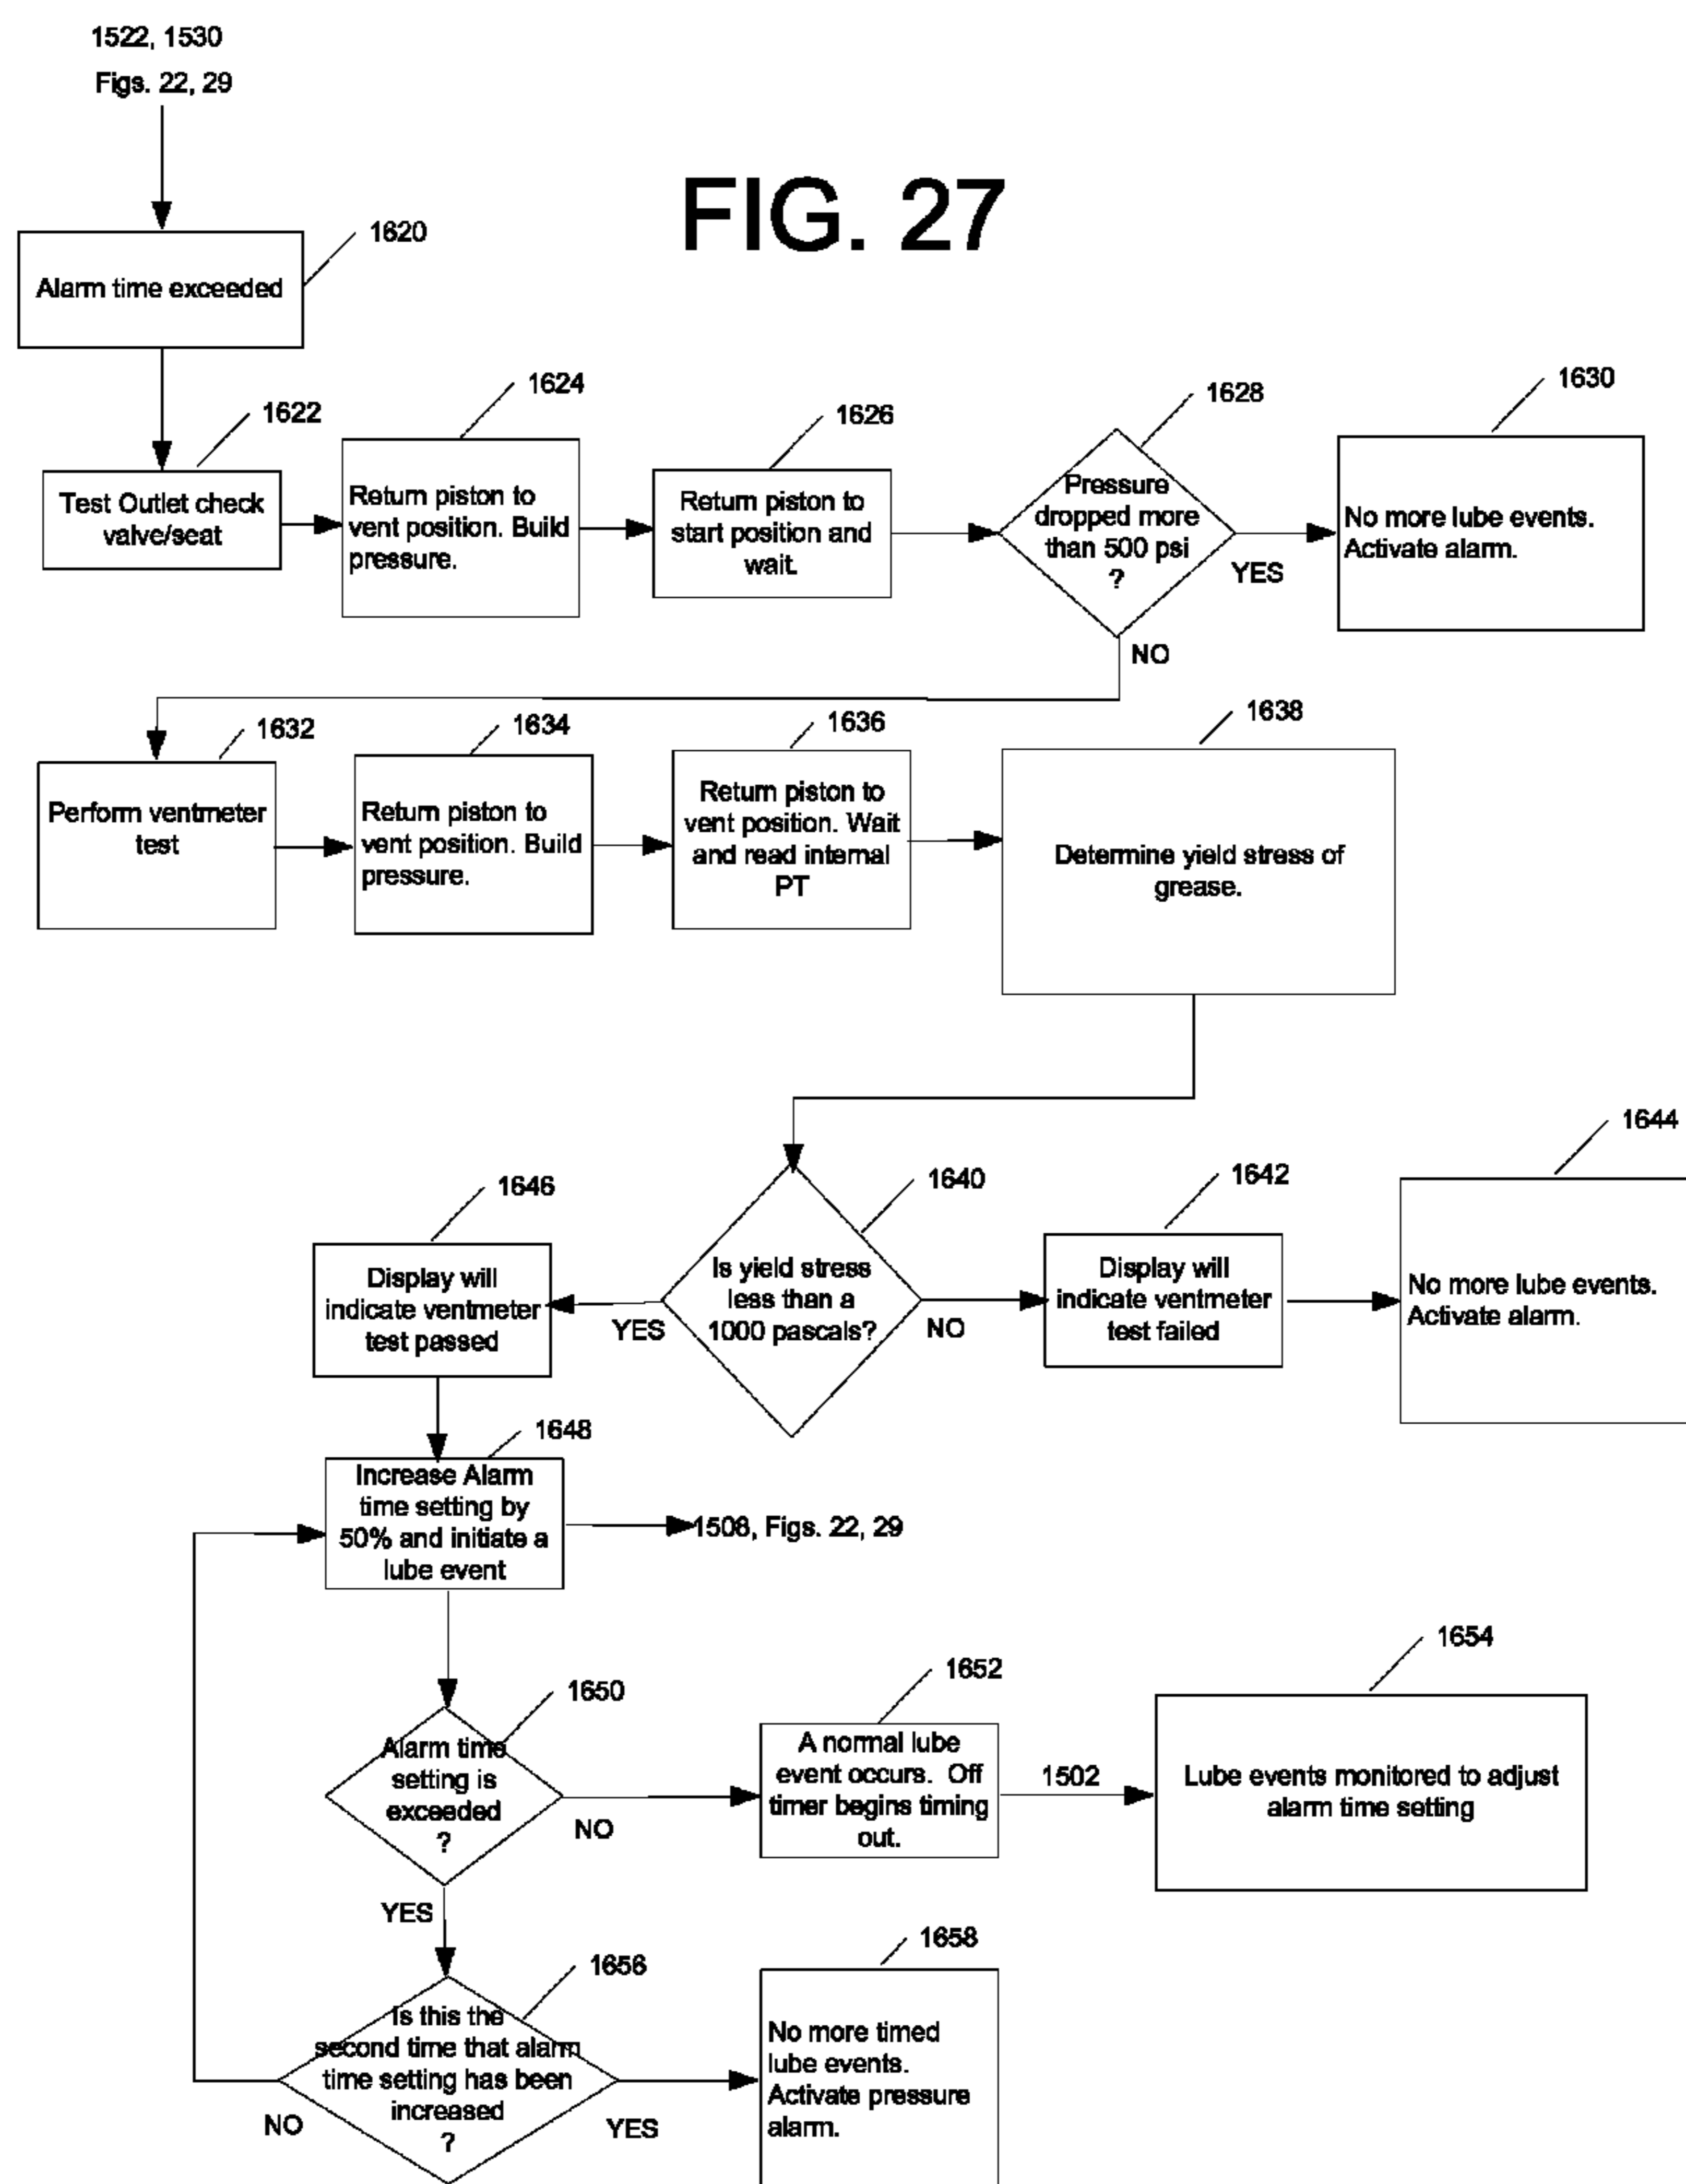 1522, 1530
Figs. 22, 29
FIG. 27
1620
Alarm time exceeded
1622
Test Outlet check
valve/seat
1624
Return piston to
vent position. Build
pressure.
1626
Return piston to
start position and
wait.
1628
Pressure
dropped more
than 500 psi
?
YES
NO
1630
No more lube events.
Activate alarm.
1632
Perform ventmeter
test
1634
Return piston to
vent position. Build
pressure.
1636
Return piston to
vent position. Wait
and read internal
PT
1638
Determine yield stress of
grease.
1640
Is yield stress
less than a
1000 pascals?
YES
NO
1642
Display will
indicate ventmeter
test failed
1644
No more lube events.
Activate alarm.
1646
Display will
indicate ventmeter
test passed
1648
Increase Alarm
time setting by
50% and initiate a
lube event
1508, Figs. 22, 29
1650
Alarm time
setting is
exceeded
?
NO
YES
1652
A normal lube
event occurs. Off
timer begins timing
out.
1502
1654
Lube events monitored to adjust
alarm time setting
1656
Is this the
second time that alarm
time setting has been
increased
?
NO
YES
1658
No more timed
lube events.
Activate pressure
alarm.